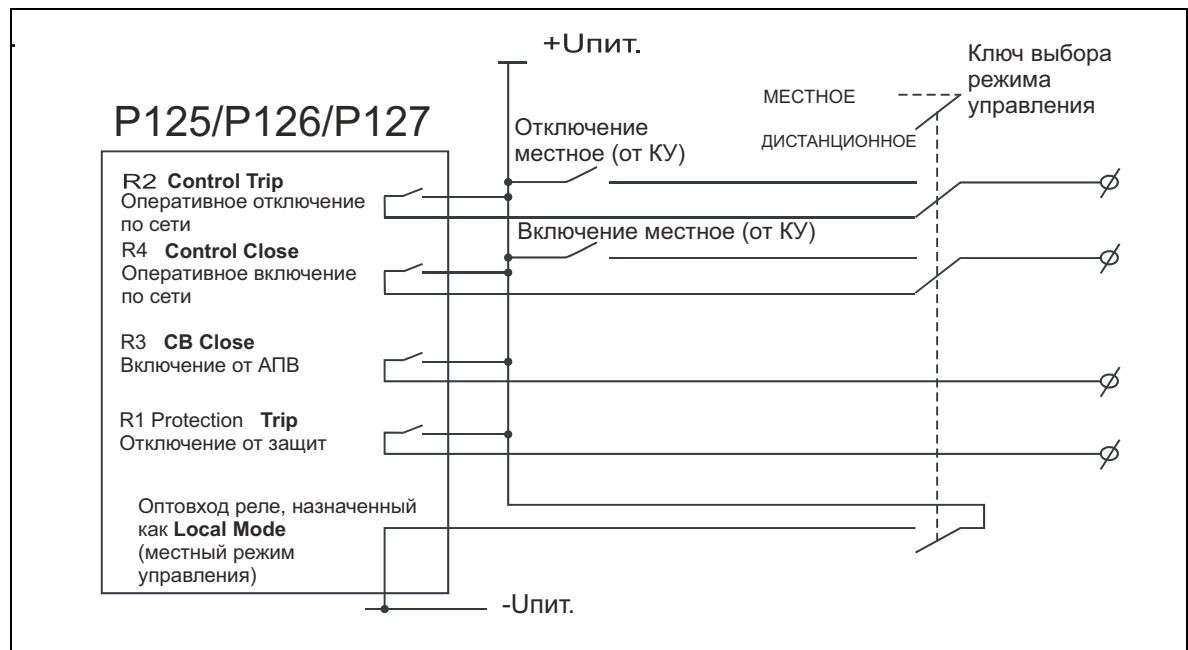 +Uпит.
Ключ выбора
режима
управления
МЕСТНОЕ
ДИСТАНЦИОННОЕ
P125/P126/P127
Отключение
местное (от КУ)
R2 Control Trip
Оперативное отключение
по сети
Включение местное (от КУ)
R4 Control Close
Оперативное включение
по сети
R3 CB Close
Включение от АПВ
R1 Protection Trip
Отключение от защит
Оптовход реле, назначенный
как Local Mode
(местный режим
управления)
-Uпит.